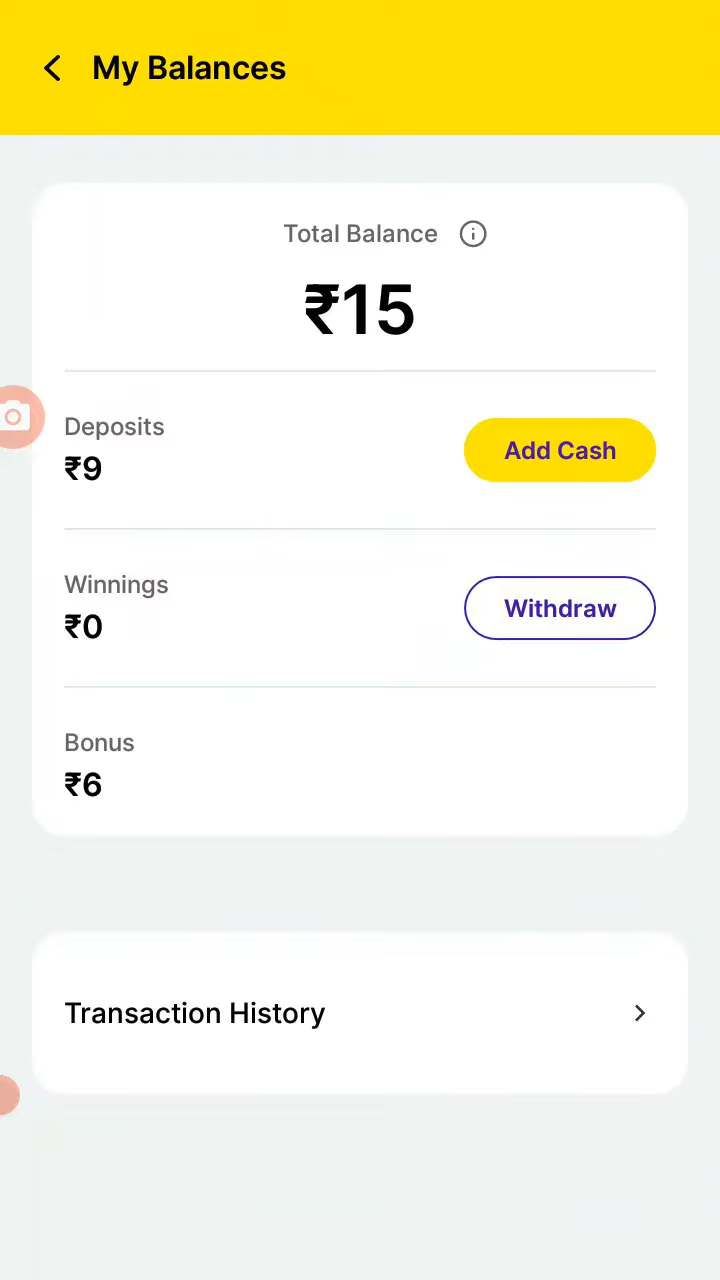 My Balances
Total Balance
₹15
Deposits
₹9
Add Cash
Winnings
₹0
Withdraw
Bonus
₹6
Transaction History